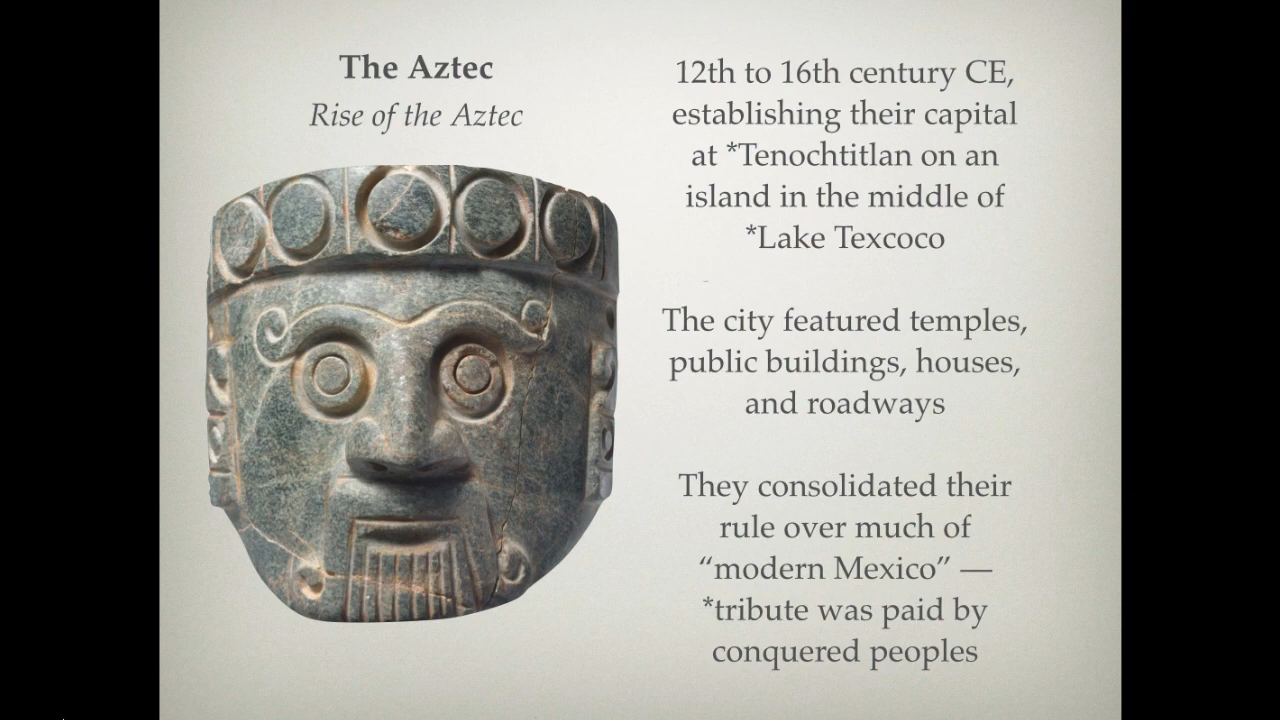 The Aztec
Rise of the Aztec
12th to 16th century CE,
establishing their capital
at *Tenochtitlan on an
island in the middle of
*Lake Texcoco
The city featured temples,
public buildings, houses,
and roadways
They consolidated their
rule over much of
“modern Mexico” —
*tribute was paid by
conquered peoples